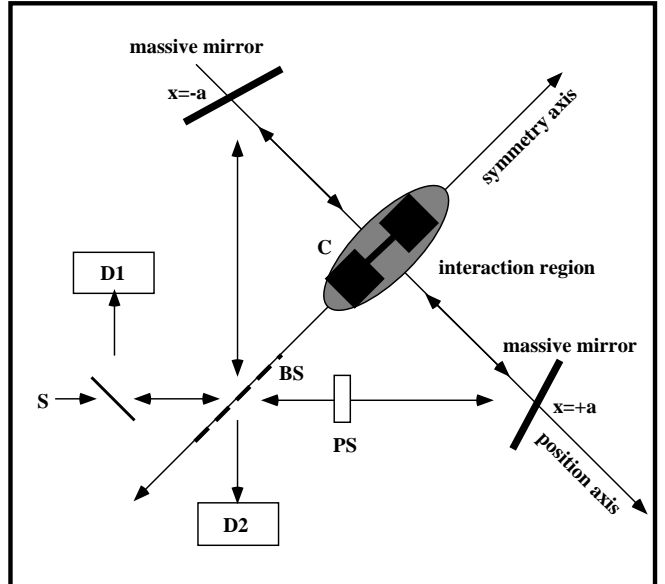 massive mirror
x=-a
symmetry axis
C
interaction region
D1
massive mirror
BS
S
x=+a
PS
position axis
D2